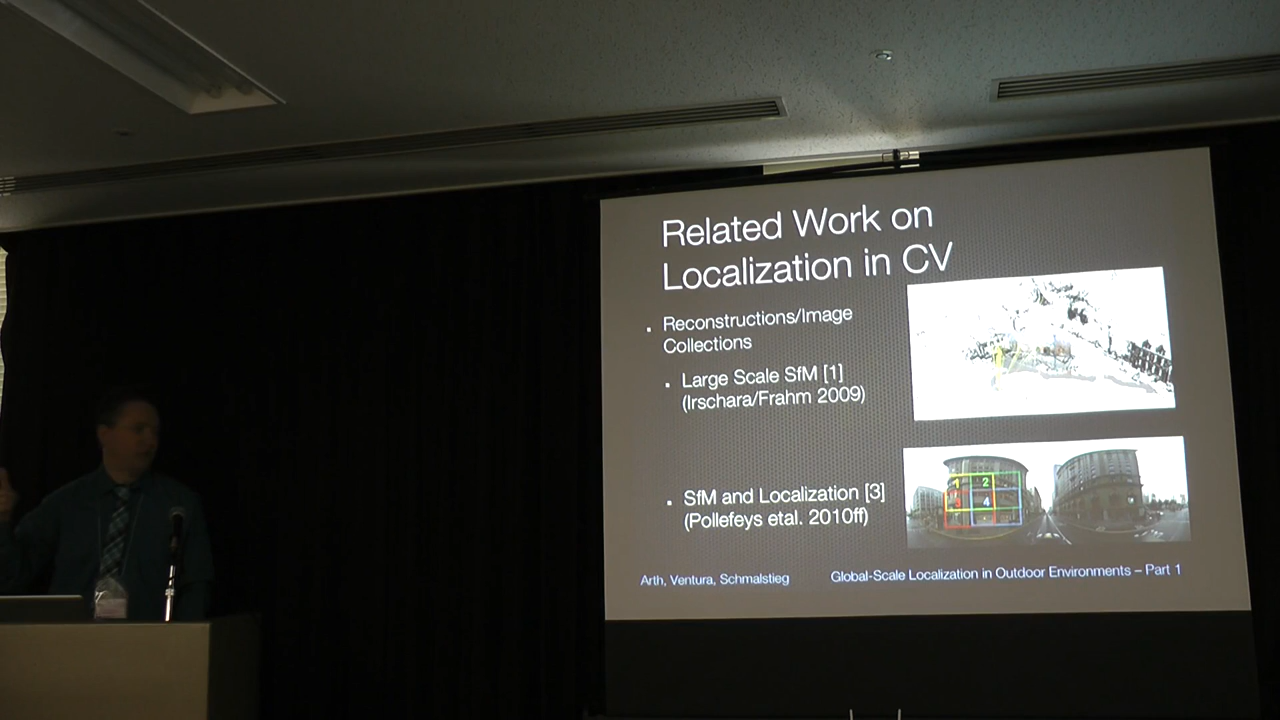 Related Work on
Localization in CV
Reconstructions/Image
Collections
Large Scale SfM [1]
(Irschara/Frahm 2009)
SfM and Localization [3]
(Pollefeys etal. 2010ff)
1 2
3 4
Arth, Ventura, Schmalstieg
Global-Scale Localization in Outdoor Environments – Part 1